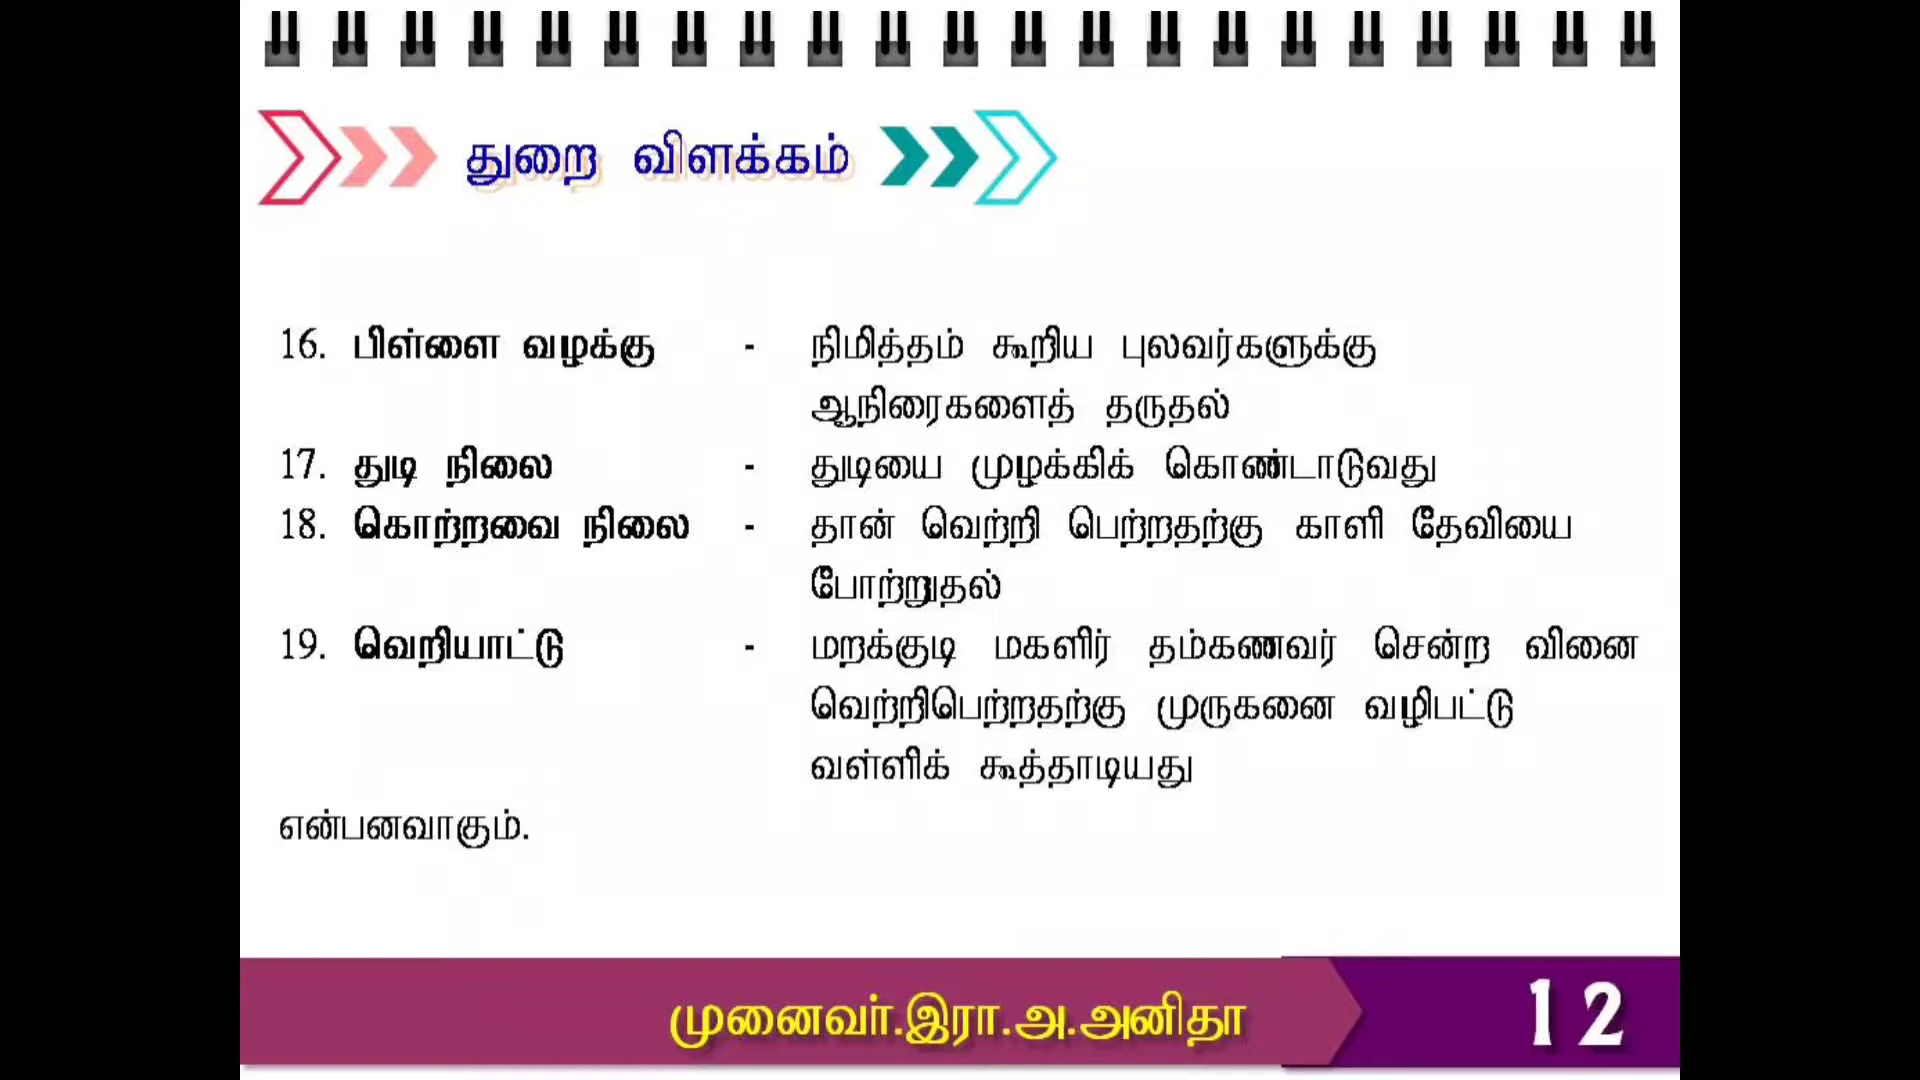 துறை விளக்கம்
16. பிள்ளை வழக்கு - நிமித்தம் கூறிய புலவர்களுக்கு
ஆநிரைகளைத் தருதல்
17. துடி நிலை - துடியை முழக்கிக் கொண்டாடுவது
18. கொற்றவை நிலை - தான் வெற்றி பெற்றதற்கு காளி தேவியை
போற்றுதல்
19. வெறியாட்டு - மறக்குடி மகளிர் தம்கணவர் சென்ற வினை
வெற்றிபெற்றதற்கு முருகனை வழிபட்டு
வள்ளிக் கூத்தாடியது
என்பனவாகும்.
முனைவர்.இரா.அ.அனிதா
12